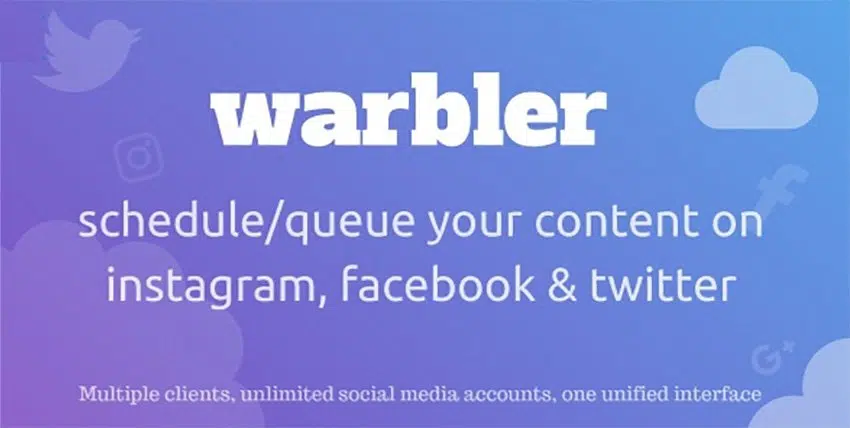 warbler
schedule/queue your content on
instagram, facebook & twitter
Multiple clients, unlimited social media accounts, one unified interface